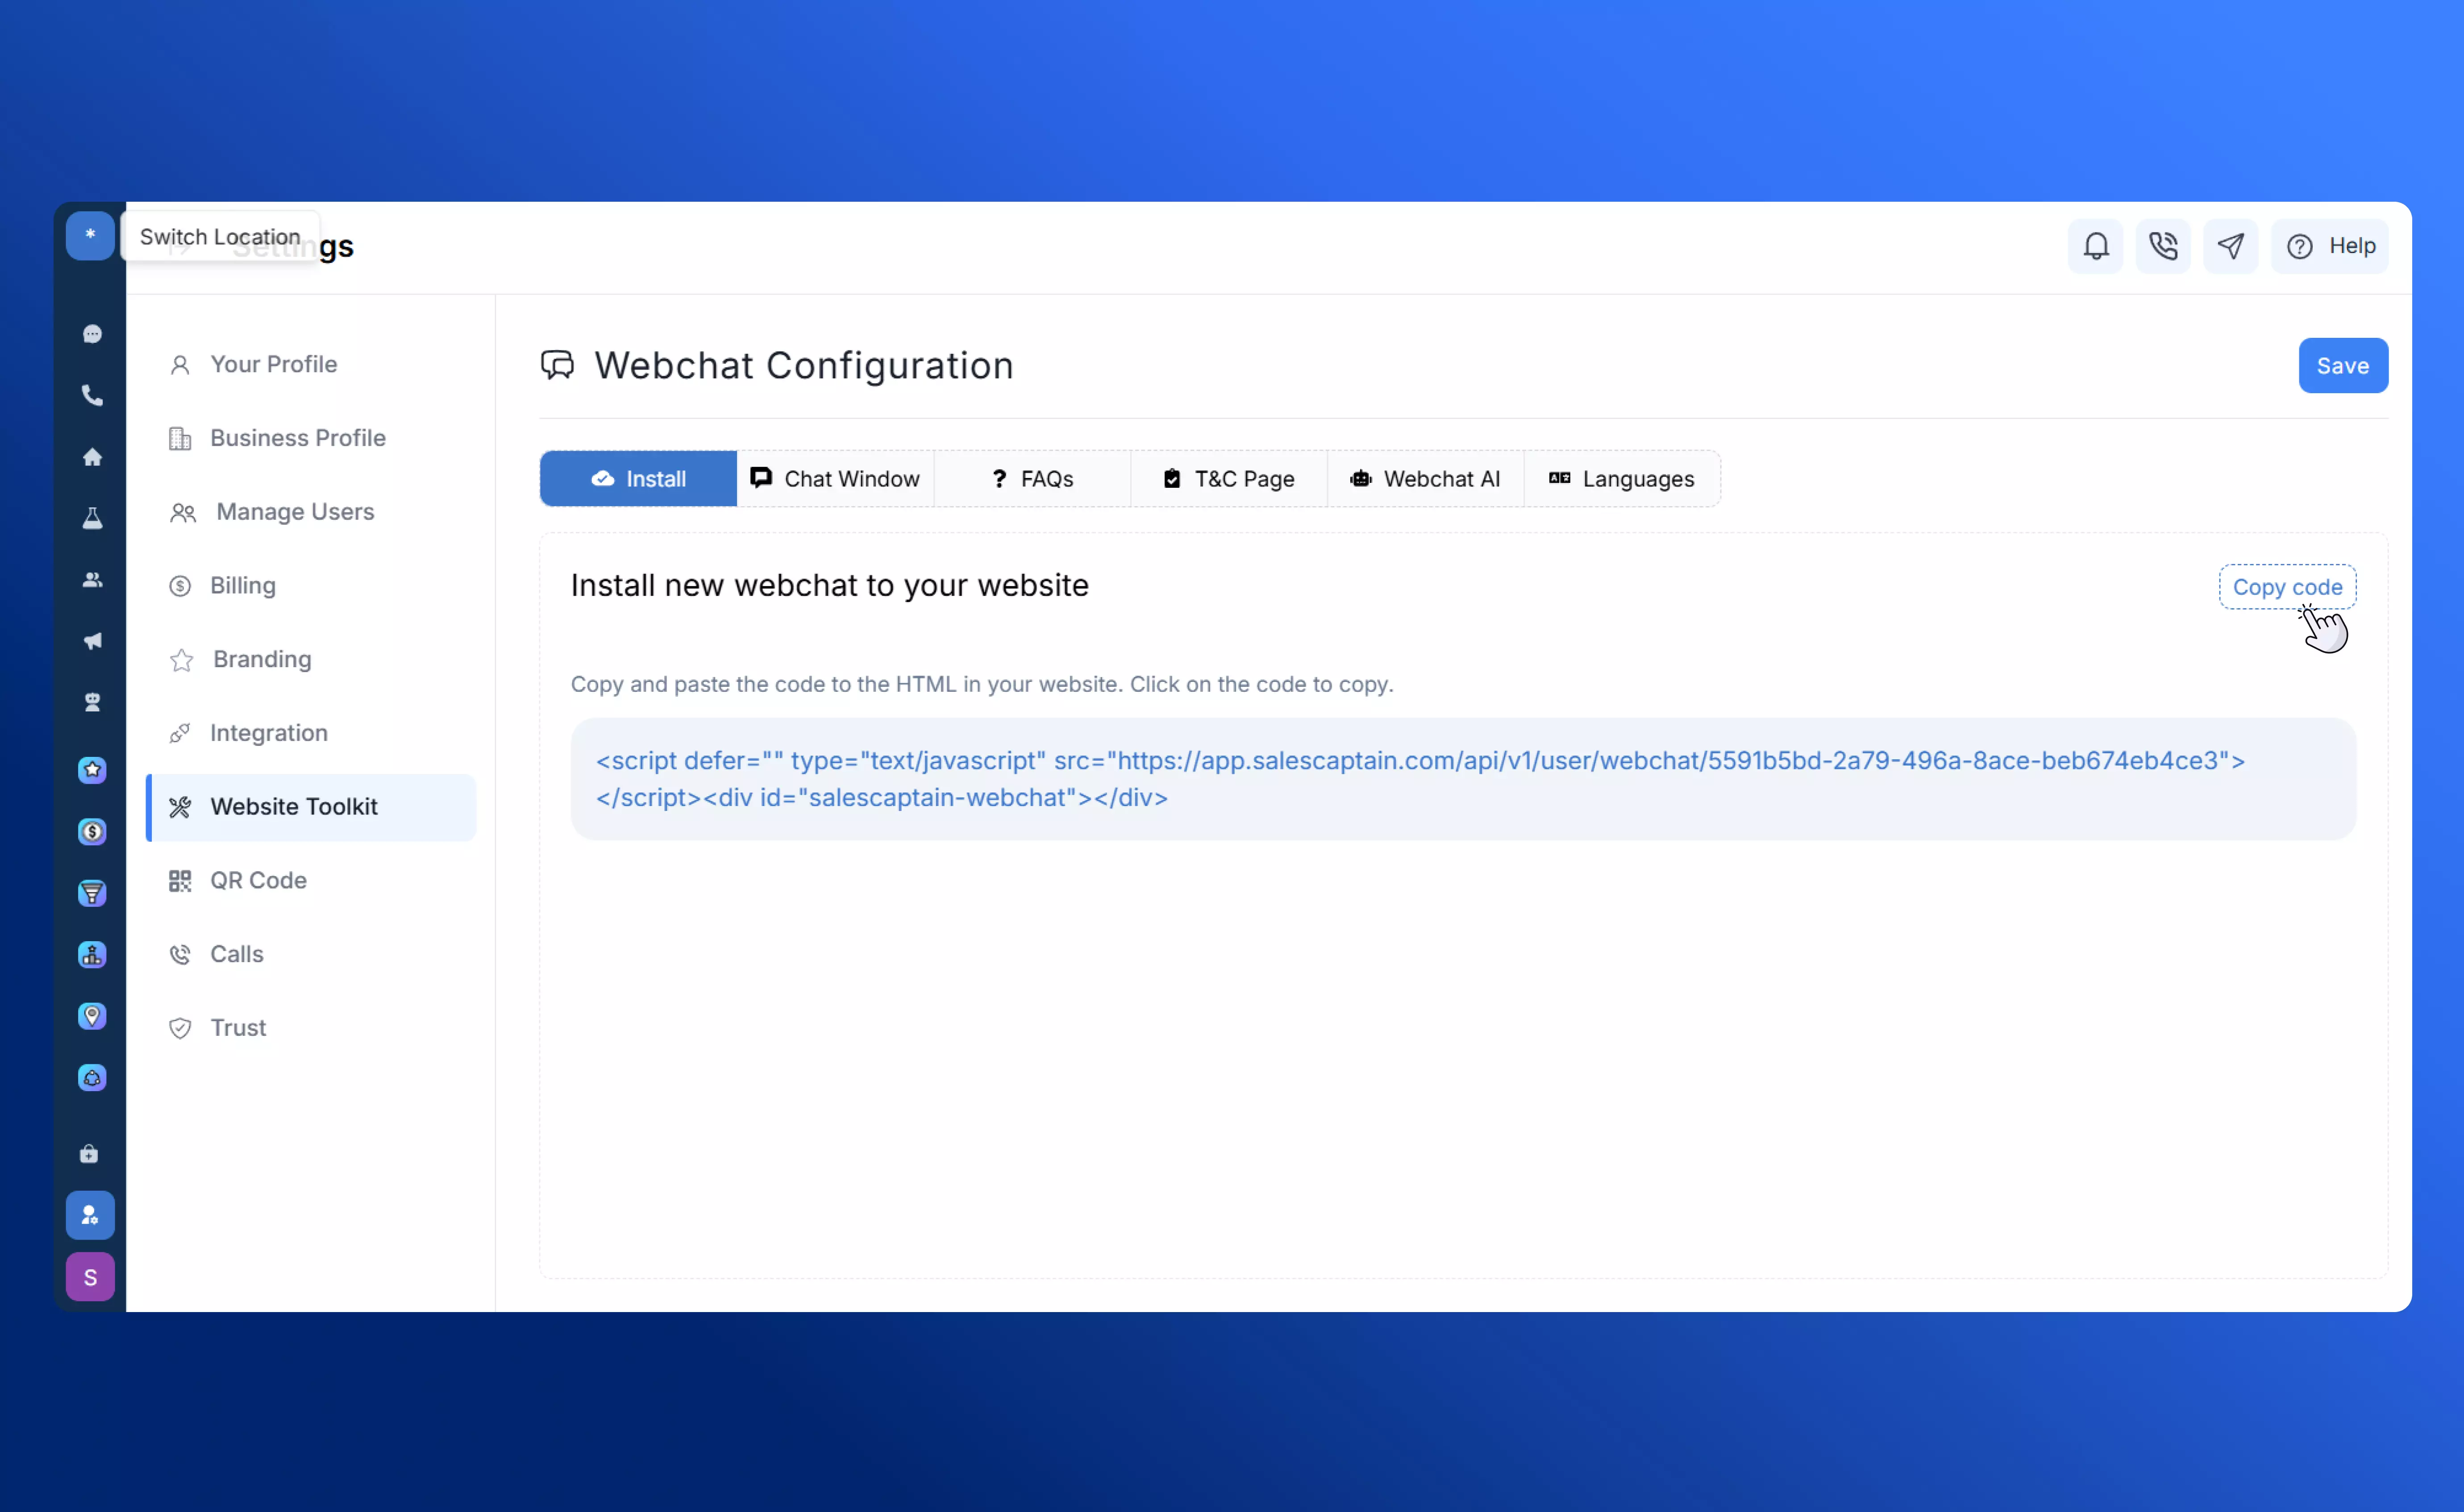 *
Switch Location
Settings
Help
Your Profile
Business Profile
Manage Users
Billing
Branding
Integration
Website Toolkit
QR Code
Calls
Trust
S
Webchat Configuration
Save
Install
Chat Window
? FAQs
T&C Page
Webchat AI
Languages
Install new webchat to your website
Copy code
Copy and paste the code to the HTML in your website. Click on the code to copy.
<script defer="" type="text/javascript" src="https://app.salescaptain.com/api/v1/user/webchat/5591b5bd-2a79-496a-8ace-beb674eb4ce3">
</script><div id="salescaptain-webchat"></div>